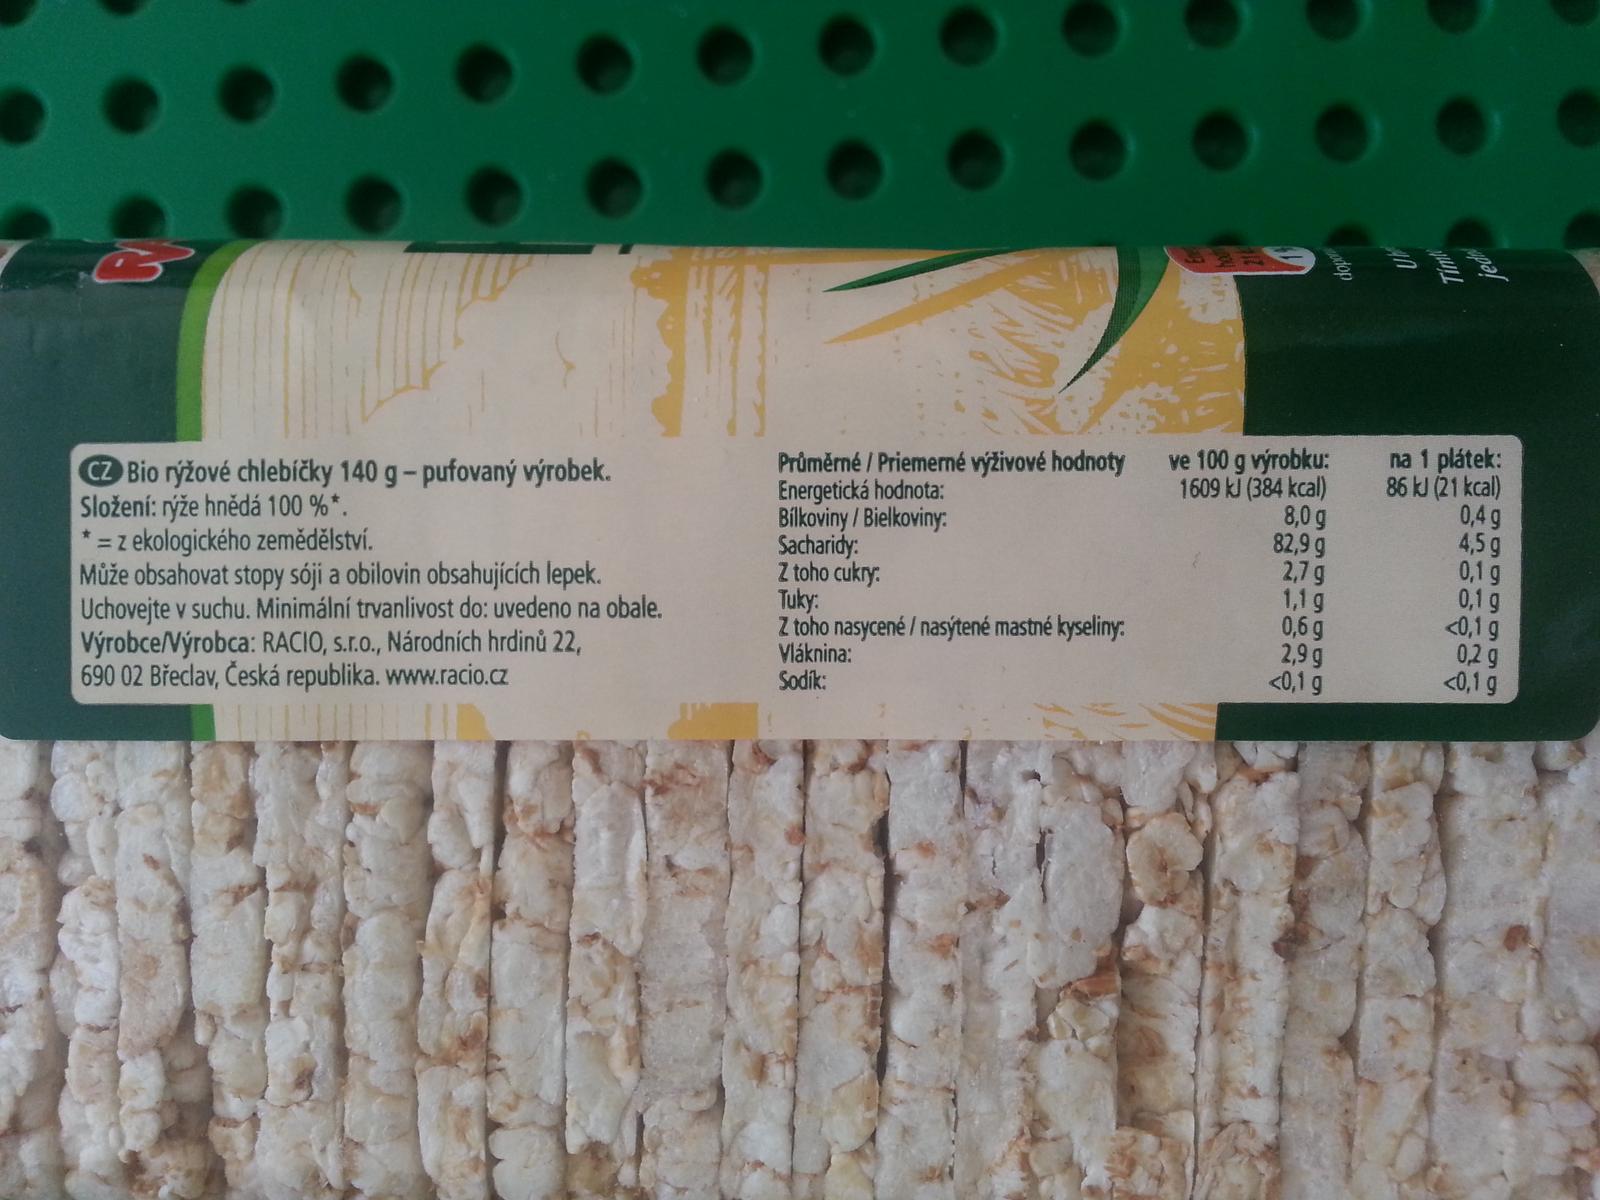 RA
dopo
Tint
CZ Bio rýžové chlebíčky 140 g – pufovaný výrobek.
Složení: rýže hnědá 100 %*.
* = z ekologického zemědělství.
Může obsahovat stopy sóji a obilovin obsahujících lepek.
Uchovejte v suchu. Minimální trvanlivost do: uvedeno na obale.
Výrobce/Výrobca: RACIO, s.r.o., Národních hrdinů 22,
690 02 Břeclav, Česká republika. www.racio.cz
Průměrné / Priemerné výživové hodnoty ve 100 g výrobku: na 1 plátek:
Energetická hodnota: 1609 kJ (384 kcal) 86 kJ (21 kcal)
Bílkoviny / Bielkoviny: 8,0 g 0,4 g
Sacharidy: 82,9 g 4,5 g
Z toho cukry: 2,7 g 0,1 g
Tuky: 1,1 g 0,1 g
Z toho nasycené / nasýtené mastné kyseliny: 0,6 g <0,1 g
Vláknina: 2,9 g 0,2 g
Sodík: <0,1 g <0,1 g